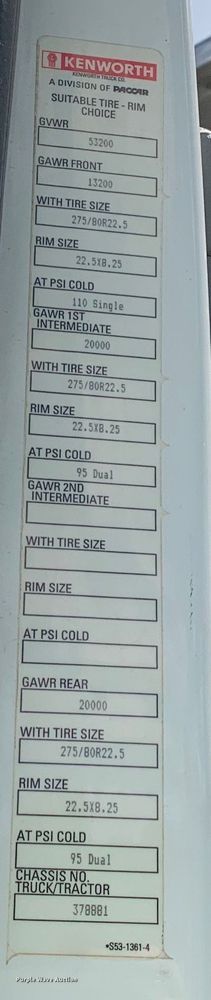 KENWORTH
KENWORTH TRUCK CO.
A DIVISION OF PACCAR
SUITABLE TIRE - RIM
CHOICE
GVWR
53200
GAWR FRONT
13200
WITH TIRE SIZE
275/80R22.5
RIM SIZE
22.5X8.25
AT PSI COLD
110 Single
GAWR 1ST
INTERMEDIATE
20000
WITH TIRE SIZE
275/80R22.5
RIM SIZE
22.5X8.25
AT PSI COLD
95 Dual
GAWR 2ND
INTERMEDIATE
WITH TIRE SIZE
RIM SIZE
AT PSI COLD
GAWR REAR
20000
WITH TIRE SIZE
275/80R22.5
RIM SIZE
22.5X8.25
AT PSI COLD
95 Dual
CHASSIS NO.
TRUCK/TRACTOR
378881
*S53-1361-4
Purple Wave Auction